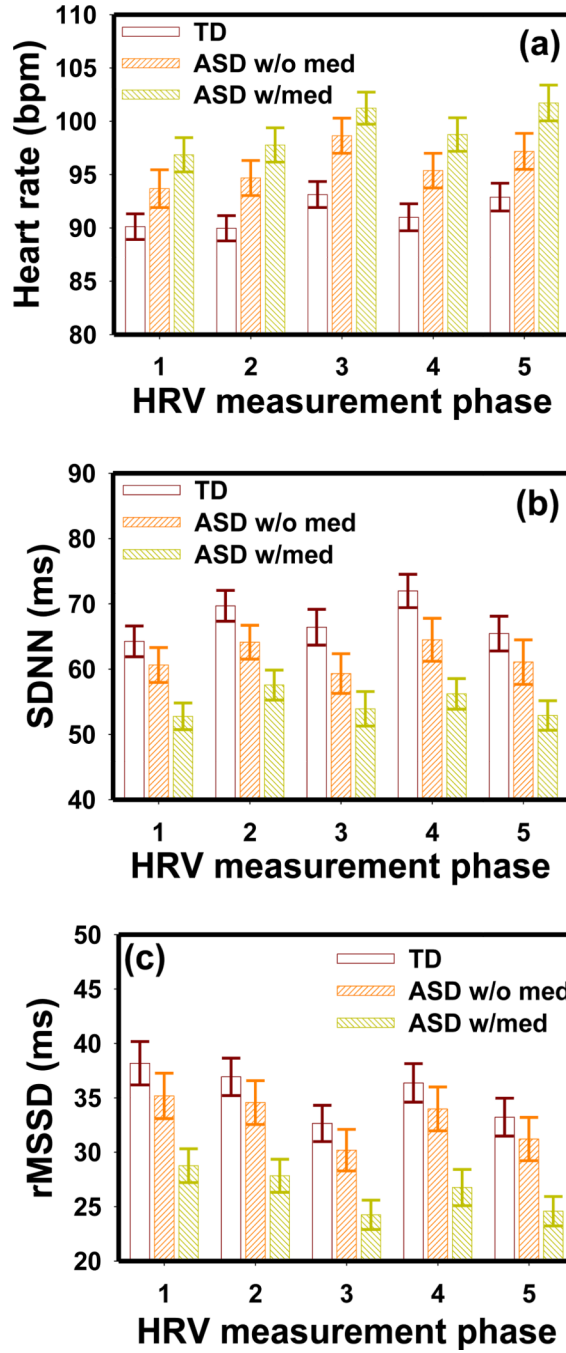 110
105
100
95
90
85
80
Heart rate (bpm)
TD
ASD w/o med
ASD w/med
(a)
1 2 3 4 5
HRV measurement phase
90
80
70
60
50
40
SDNN (ms)
TD
ASD w/o med
ASD w/med
(b)
1 2 3 4 5
HRV measurement phase
50
45
40
35
30
25
20
rMSSD (ms)
(c)
TD
ASD w/o med
ASD w/med
1 2 3 4 5
HRV measurement phase